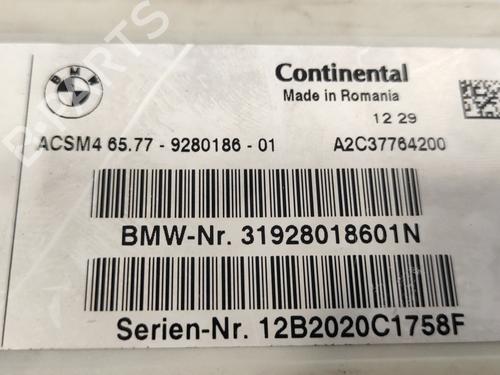 BMW
Continental
Made in Romania
12 29
ACSM4 65.77 - 9280186 - 01 A2C37764200
BMW-Nr. 31928018601N
Serien-Nr. 12B2020C1758F